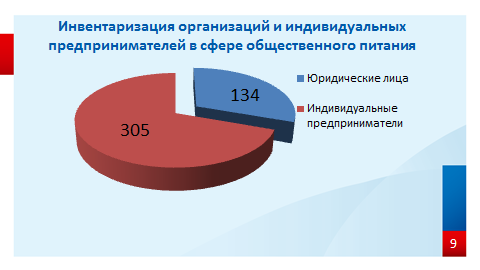 Инвентаризация организаций и индивидуальных
предпринимателей в сфере общественного питания
134
305
Юридические лица
Индивидуальные
предприниматели
9